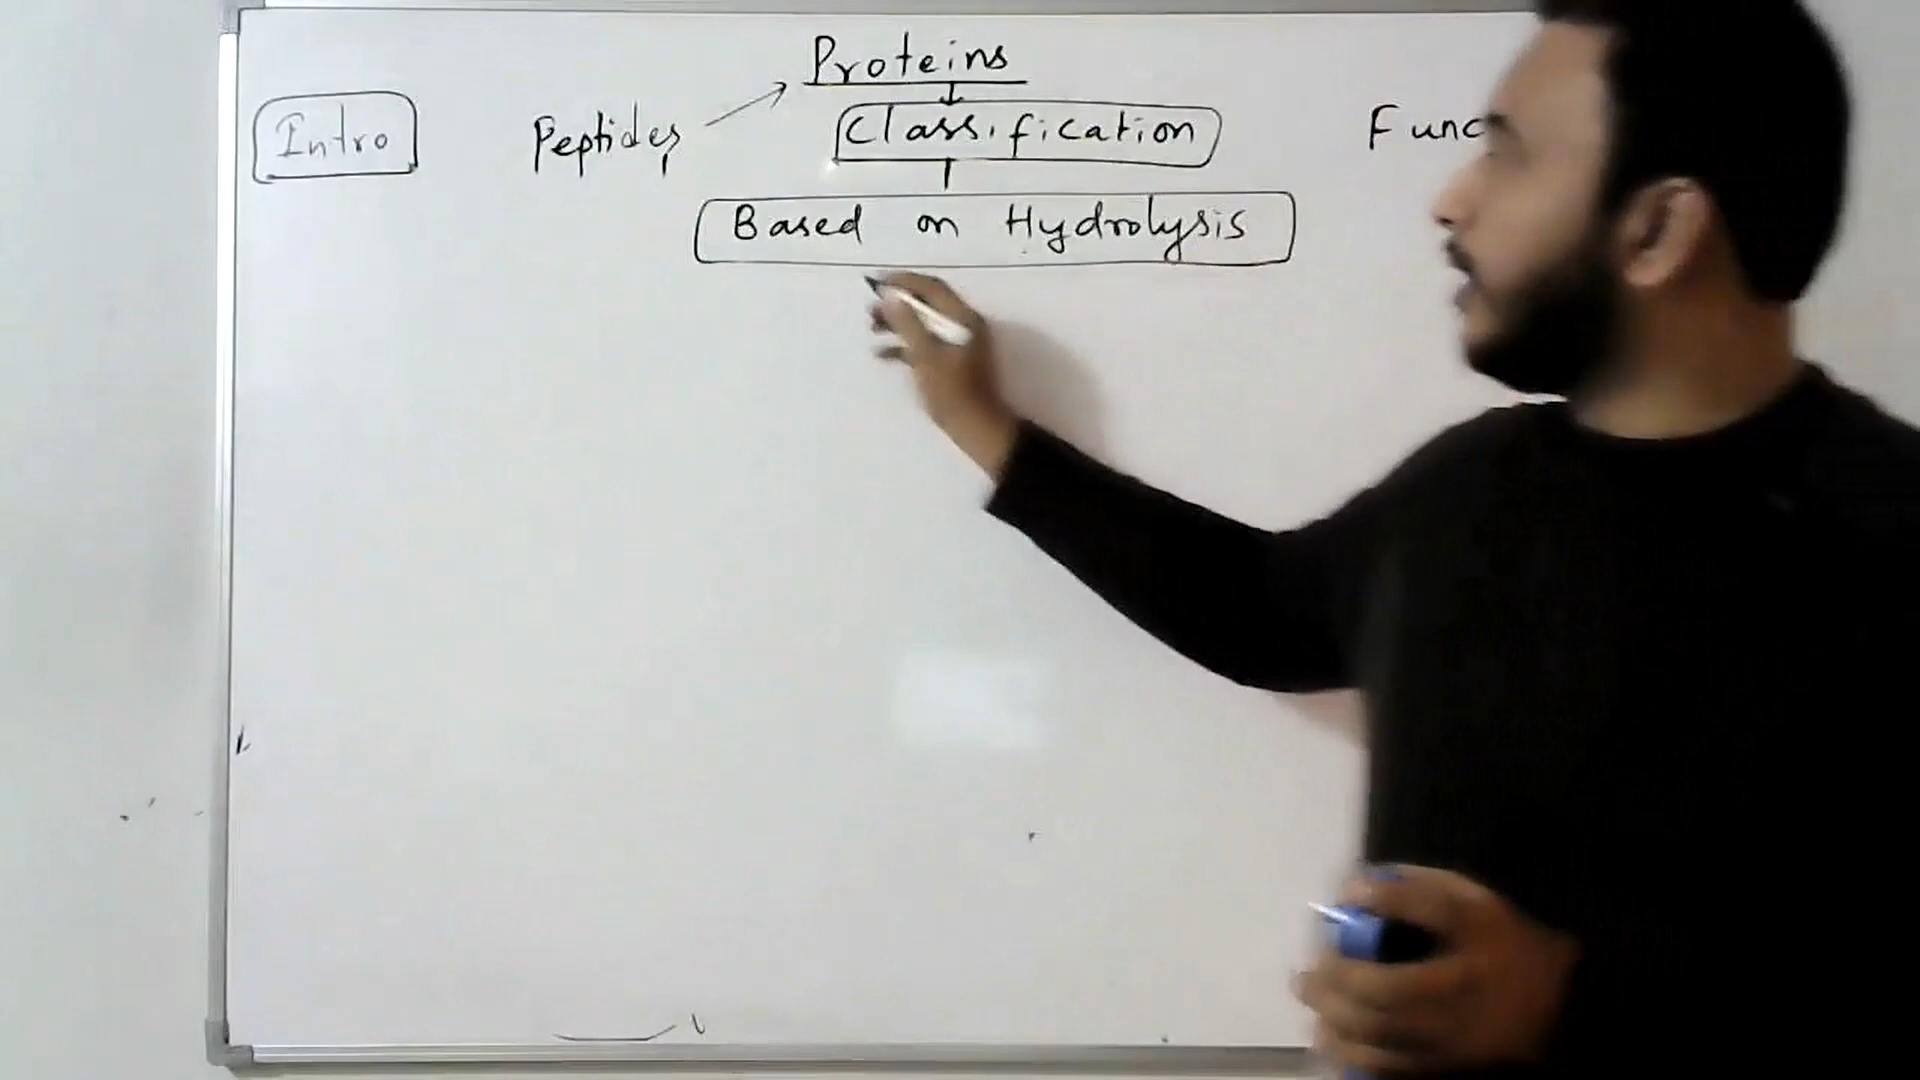 Proteins
Intro
Peptides
Classification
Func
Based on Hydrolysis